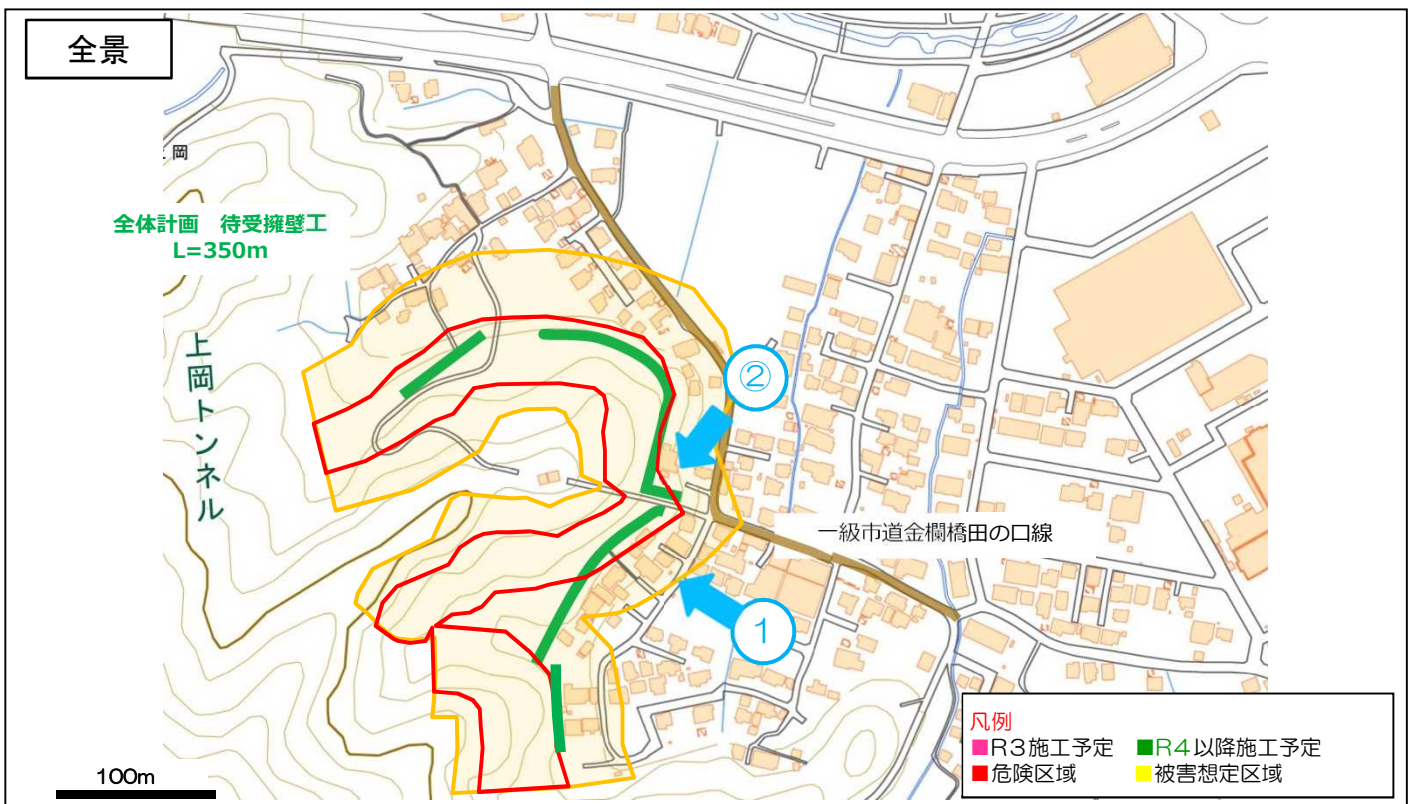 全景
岡
全体計画 待受擁壁工
L=350m
上岡トンネル
②
一級市道金欄橋田の口線
1
凡例
■R3施工予定 ■R4以降施工予定
■危険区域 ■被害想定区域
100m